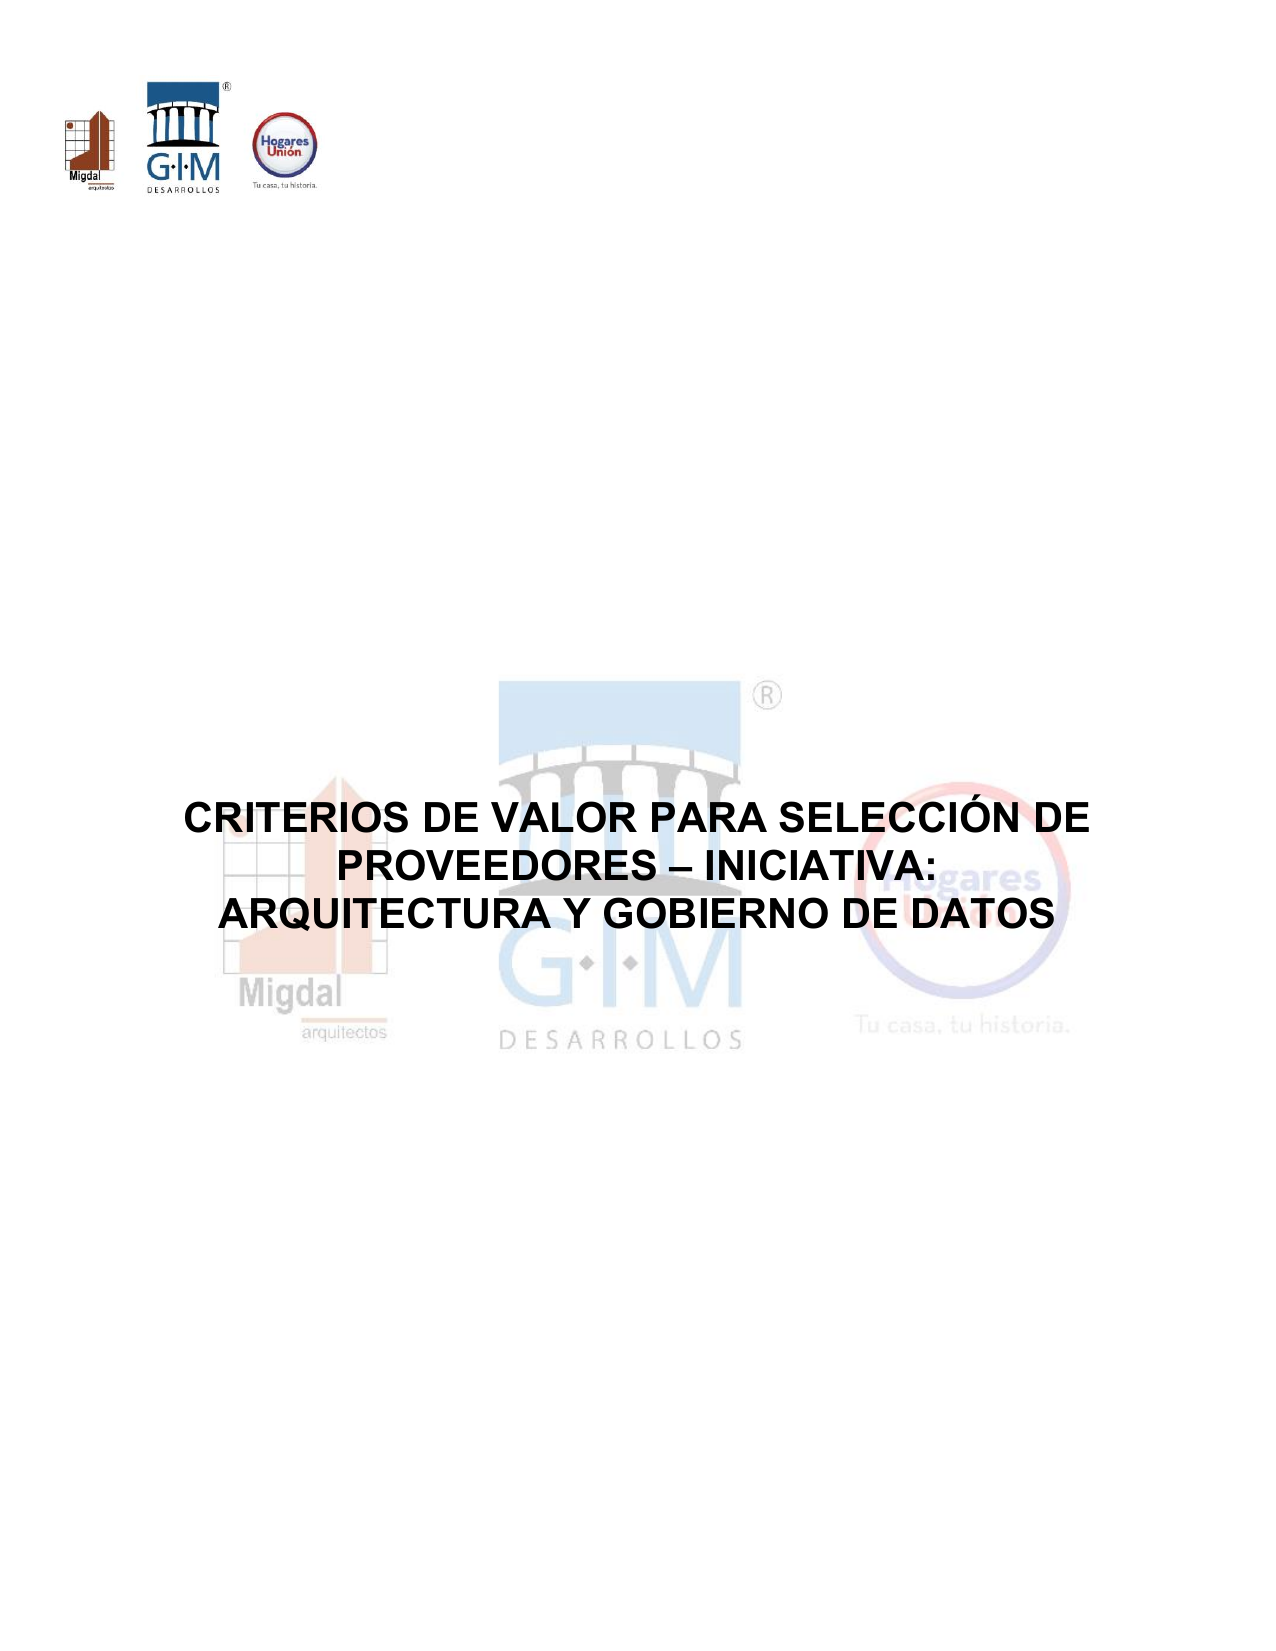 ®
G·I·M
DESARROLLOS
Migdal
arquitectos
Hogares
Unión
Tu casa, tu historia.
®
CRITERIOS DE VALOR PARA SELECCIÓN DE
PROVEEDORES – INICIATIVA:
ARQUITECTURA Y GOBIERNO DE DATOS
Hogares
Unión
G·I·M
Migdal
arquitectos
DESARROLLOS
Tu casa, tu historia.